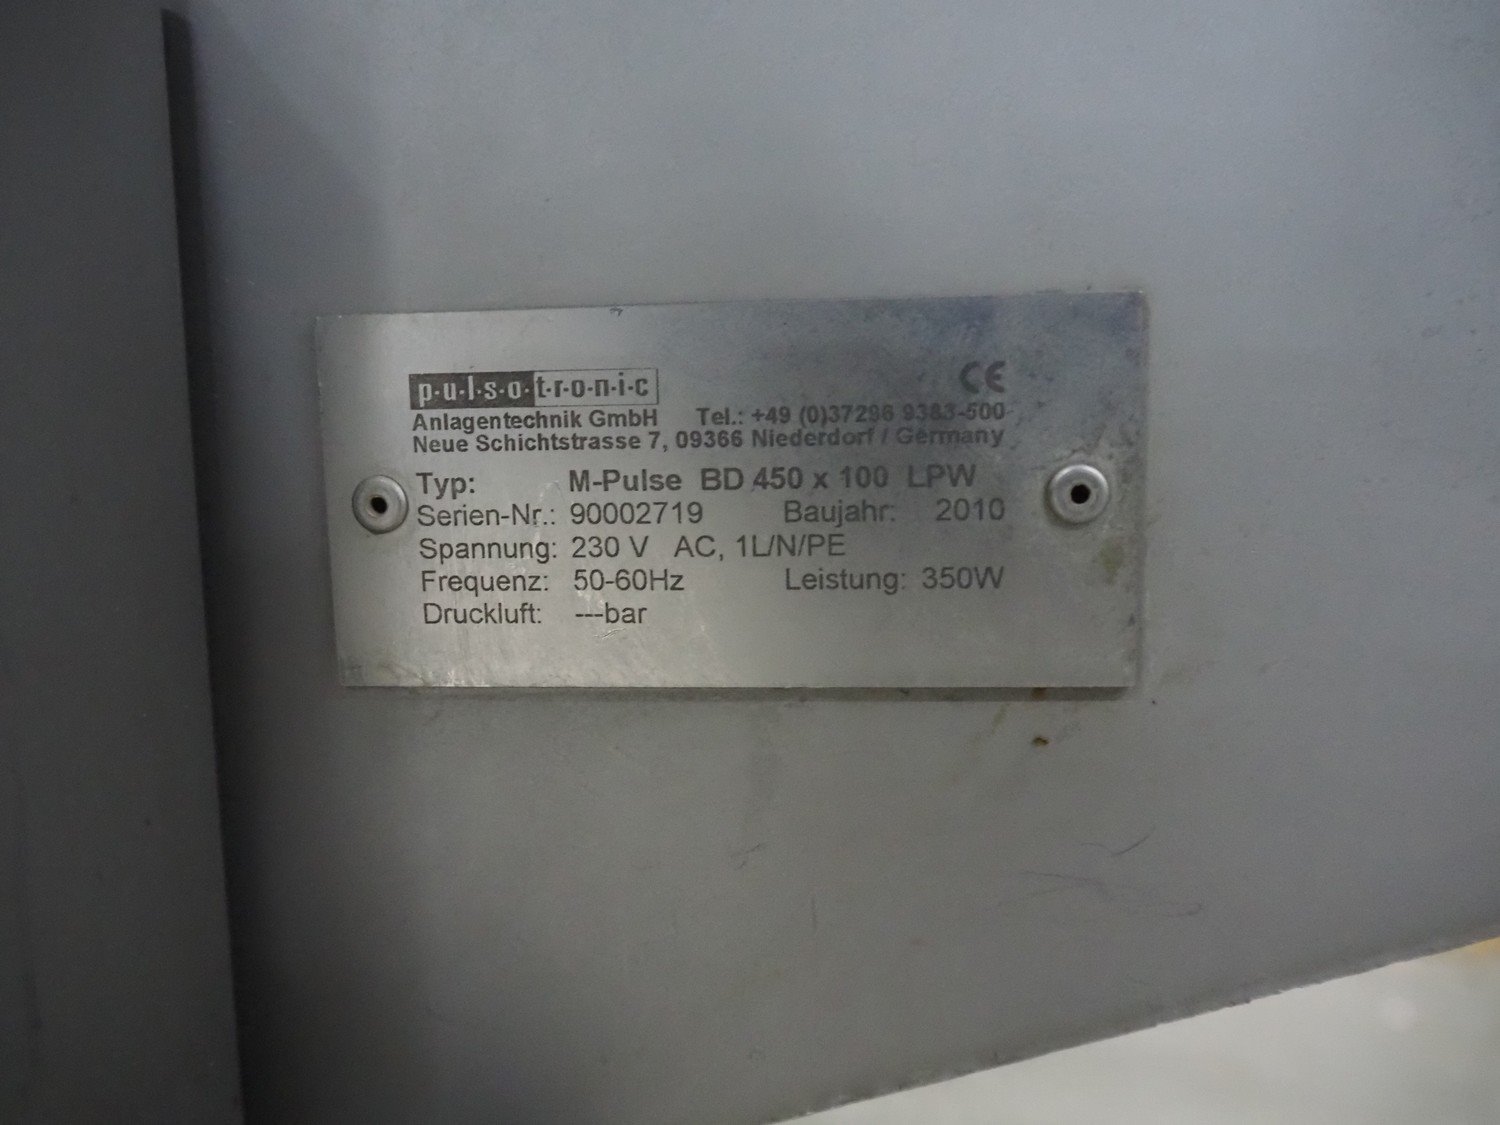 p·u·l·s·o·t·r·o·n·i·c CE
Anlagentechnik GmbH Tel.: +49 (0)37296 9383-500
Neue Schichtstrasse 7, 09366 Niederdorf / Germany
Typ: M-Pulse BD 450 x 100 LPW
Serien-Nr.: 90002719 Baujahr: 2010
Spannung: 230 V AC, 1L/N/PE
Frequenz: 50-60Hz Leistung: 350W
Druckluft: ---bar